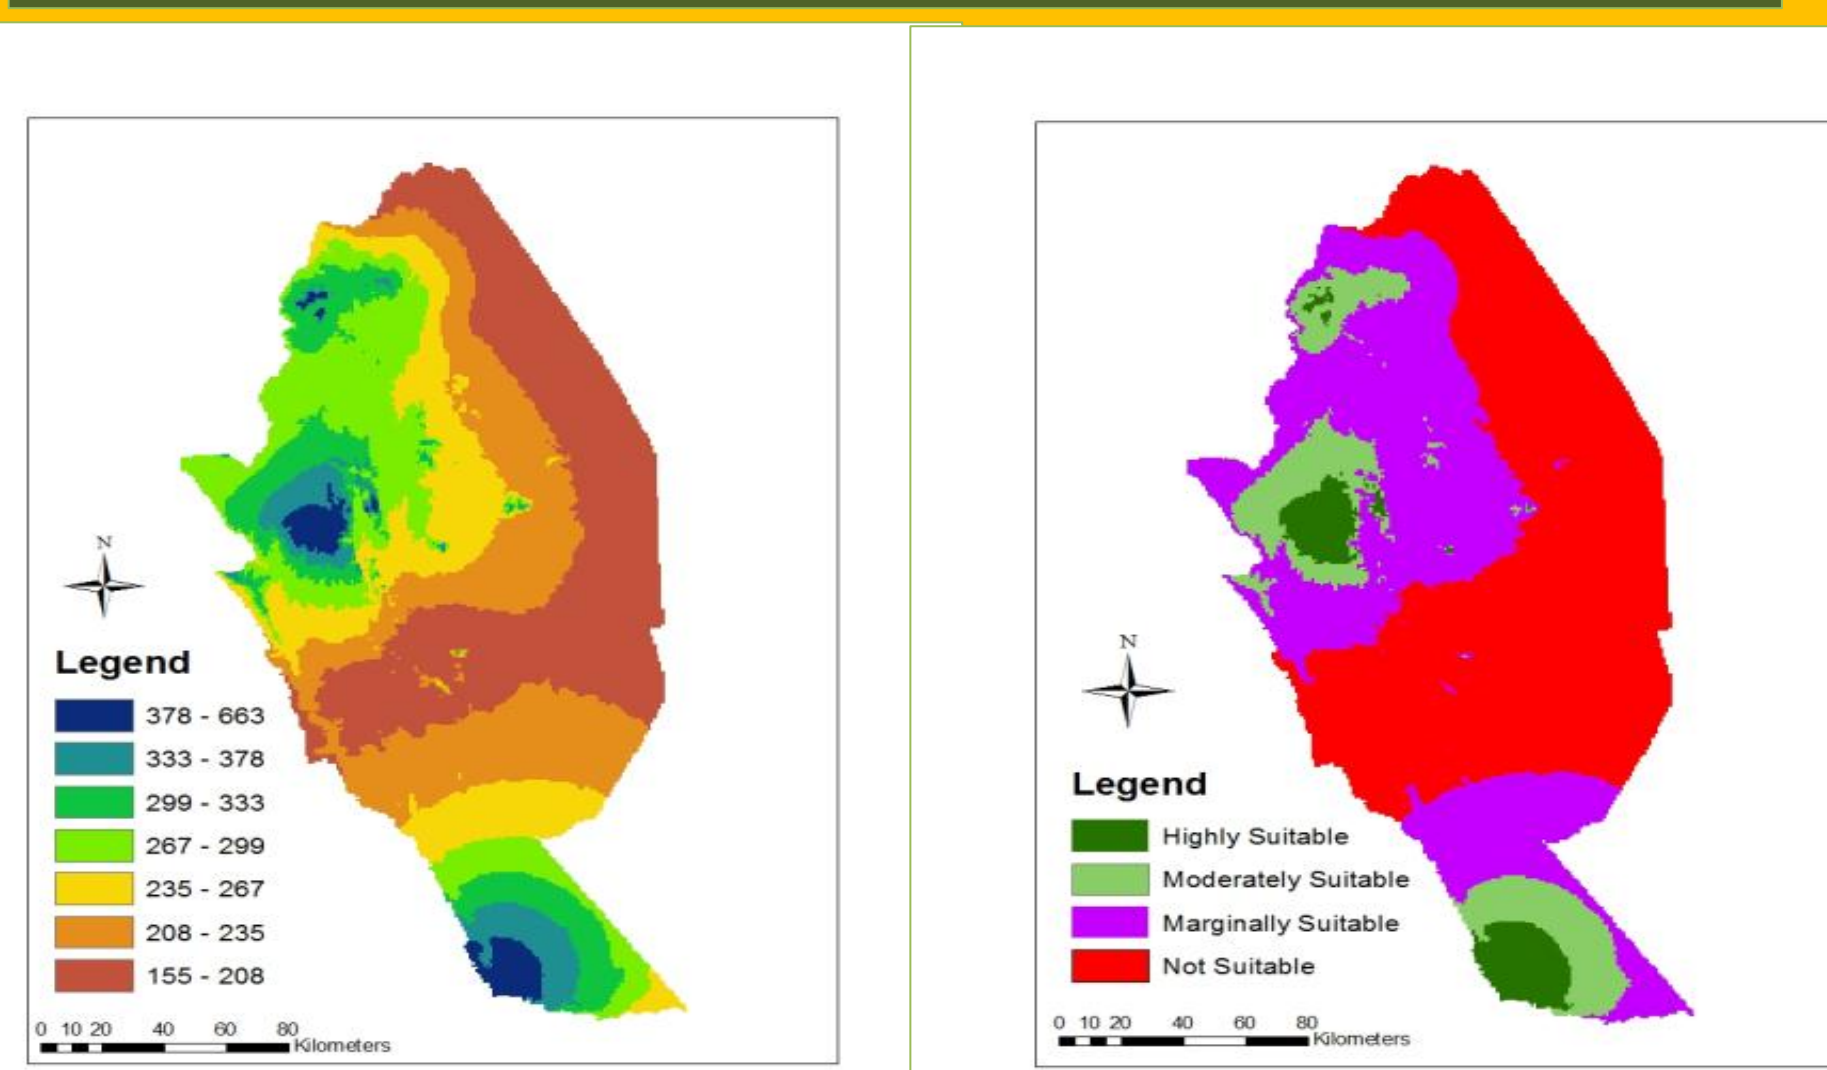 N
Legend
378 - 663
333 - 378
299 - 333
267 - 299
235 - 267
208 - 235
155 - 208
0 10 20 40 60 80
Kilometers
N
Legend
Highly Suitable
Moderately Suitable
Marginally Suitable
Not Suitable
0 10 20 40 60 80
Kilometers